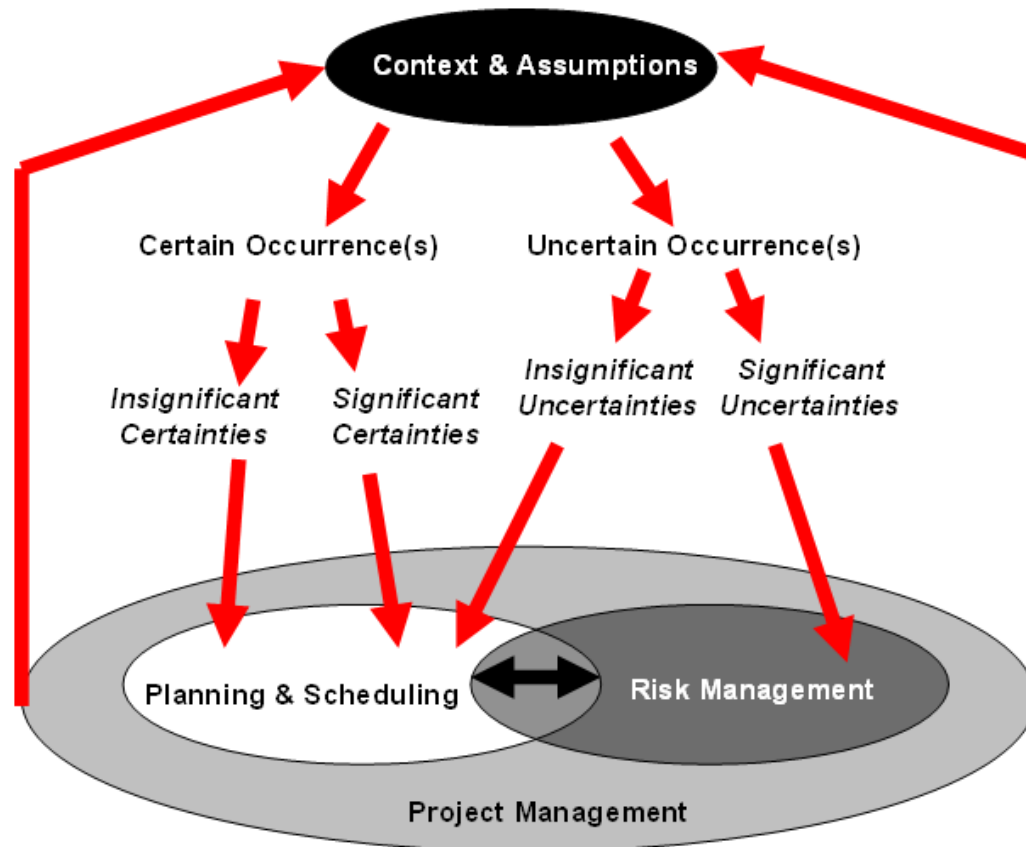 Context & Assumptions
Certain Occurrence(s)
Uncertain Occurrence(s)
Insignificant
Certainties
Significant
Certainties
Insignificant
Uncertainties
Significant
Uncertainties
Planning & Scheduling
Risk Management
Project Management